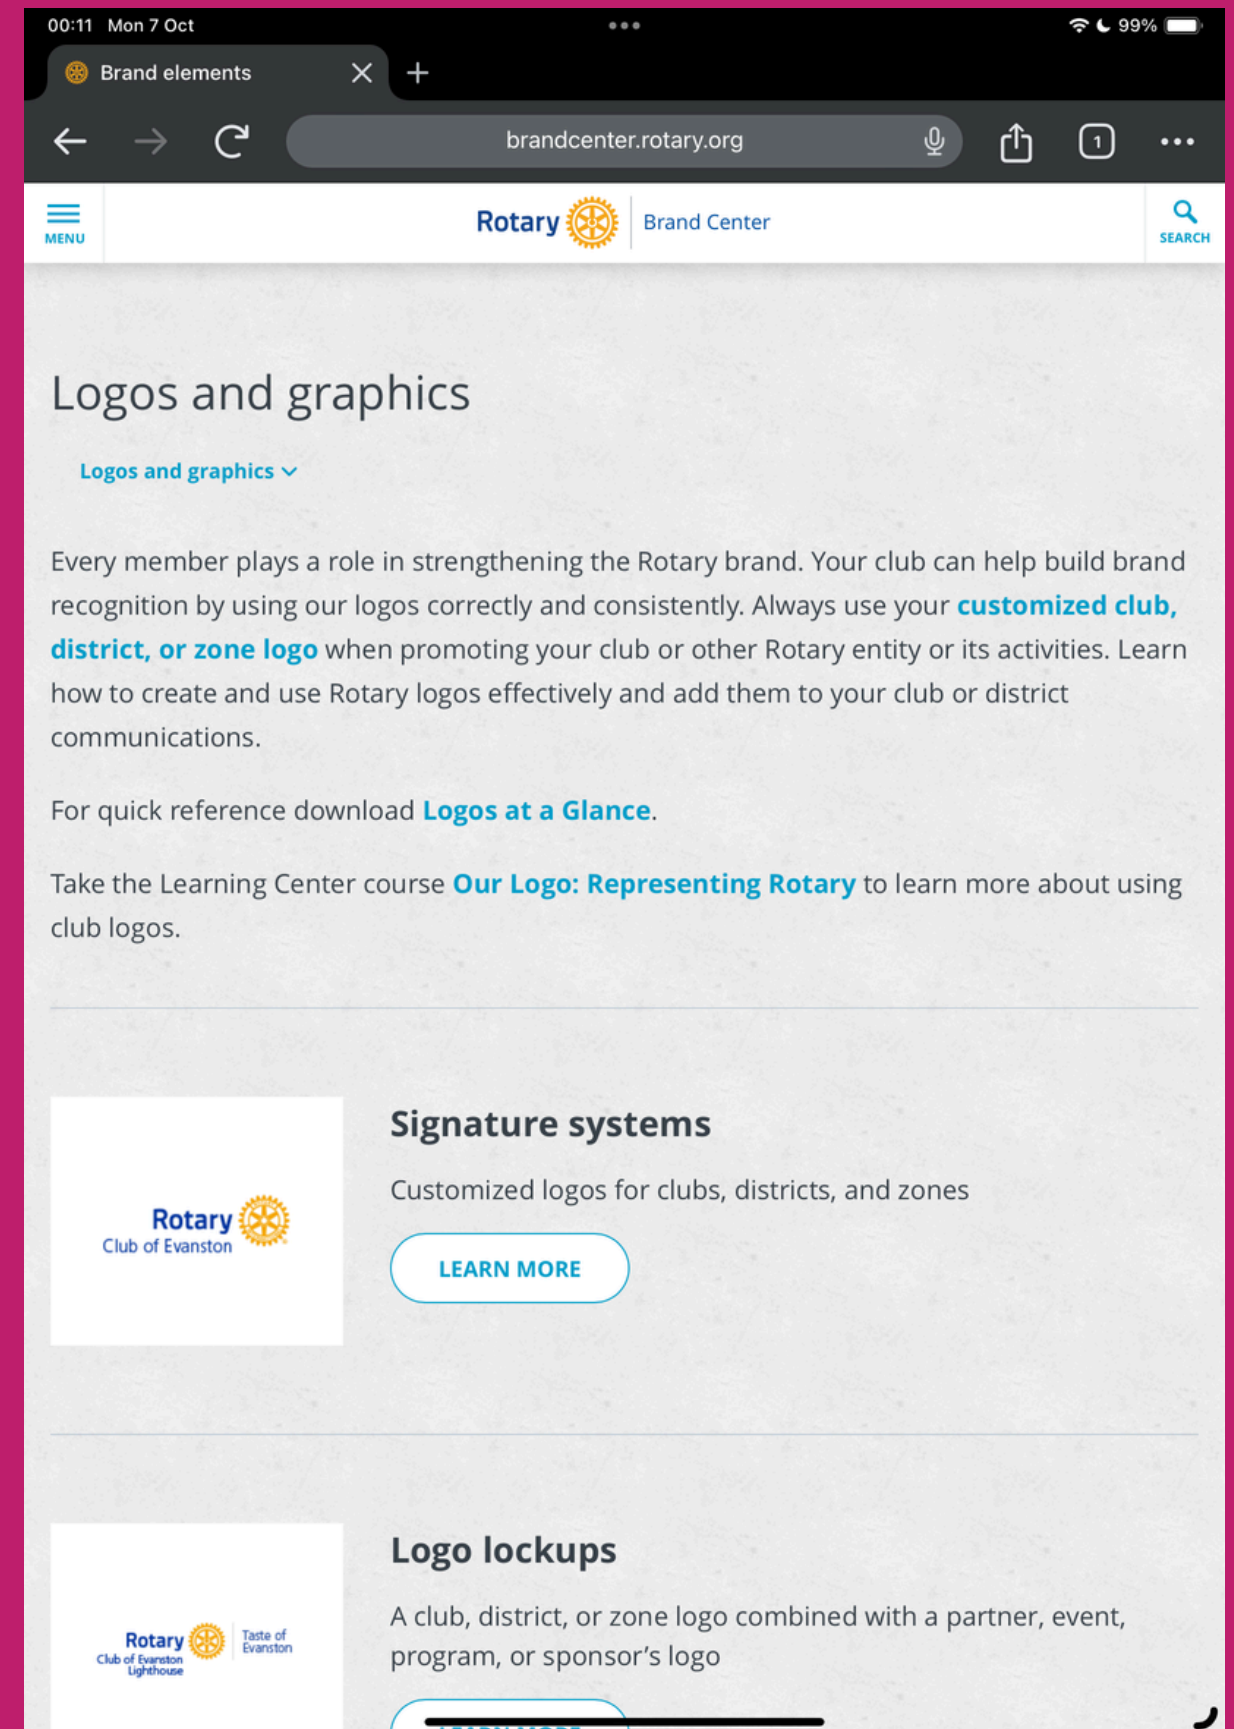 00:11 Mon 7 Oct
99%
Brand elements
brandcenter.rotary.org
1
MENU
Rotary
Brand Center
SEARCH
Logos and graphics
Logos and graphics
Every member plays a role in strengthening the Rotary brand. Your club can help build brand
recognition by using our logos correctly and consistently. Always use your customized club,
district, or zone logo when promoting your club or other Rotary entity or its activities. Learn
how to create and use Rotary logos effectively and add them to your club or district
communications.
For quick reference download Logos at a Glance.
Take the Learning Center course Our Logo: Representing Rotary to learn more about using
club logos.
Rotary
Club of Evanston
Signature systems
Customized logos for clubs, districts, and zones
LEARN MORE
Rotary
Club of Evanston
Lighthouse
Taste of
Evanston
Logo lockups
A club, district, or zone logo combined with a partner, event,
program, or sponsor’s logo
LEARN MORE